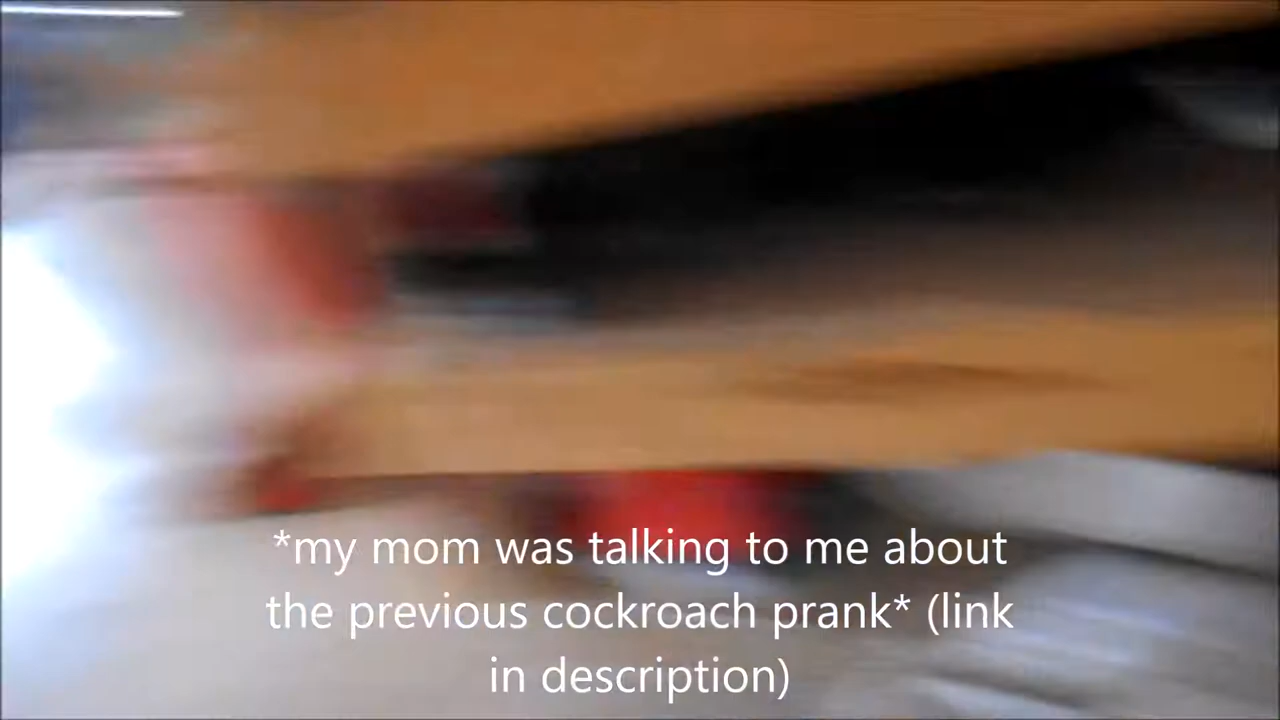 *my mom was talking to me about
the previous cockroach prank* (link
in description)